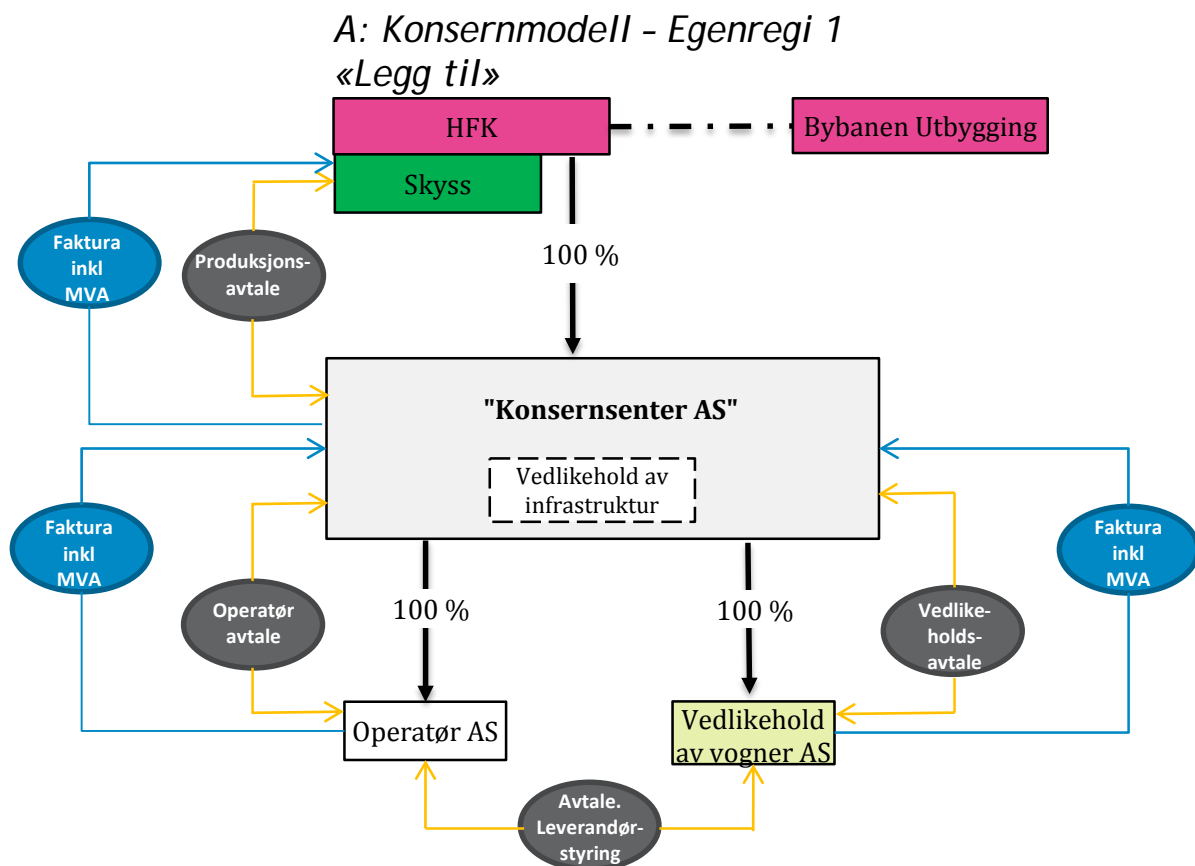 A: Konsernmodell - Egenregi 1
«Legg til»
HFK
Bybanen Utbygging
Skyss
Faktura
inkl
MVA
Produksjons-
avtale
100 %
"Konsernsenter AS"
Vedlikehold av
infrastruktur
Faktura
inkl
MVA
Faktura
inkl
MVA
Operatør
avtale
100 %
100 %
Vedlike-
holds-
avtale
Operatør AS
Vedlikehold
av vogner AS
Avtale.
Leverandør-
styring